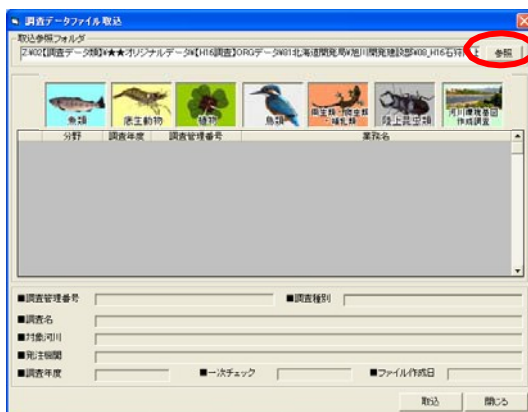 調査データファイル取込
取込参照フォルダ
Z:¥02【調査データ類】¥★★オリジナルデータ¥【H16調査】ORGデータ¥81北海道開発局¥旭川開発建設部¥08_H16石狩川上
参照
魚類
底生動物
植物
鳥類
両生類・爬虫類
・哺乳類
陸上昆虫類
河川環境基図
作成調査
分野 調査年度 調査管理番号 業務名
■調査管理番号 ■調査種別
■調査名
■対象河川
■発注機関
■調査年度 ■一次チェック ■ファイル作成日
取込 閉じる